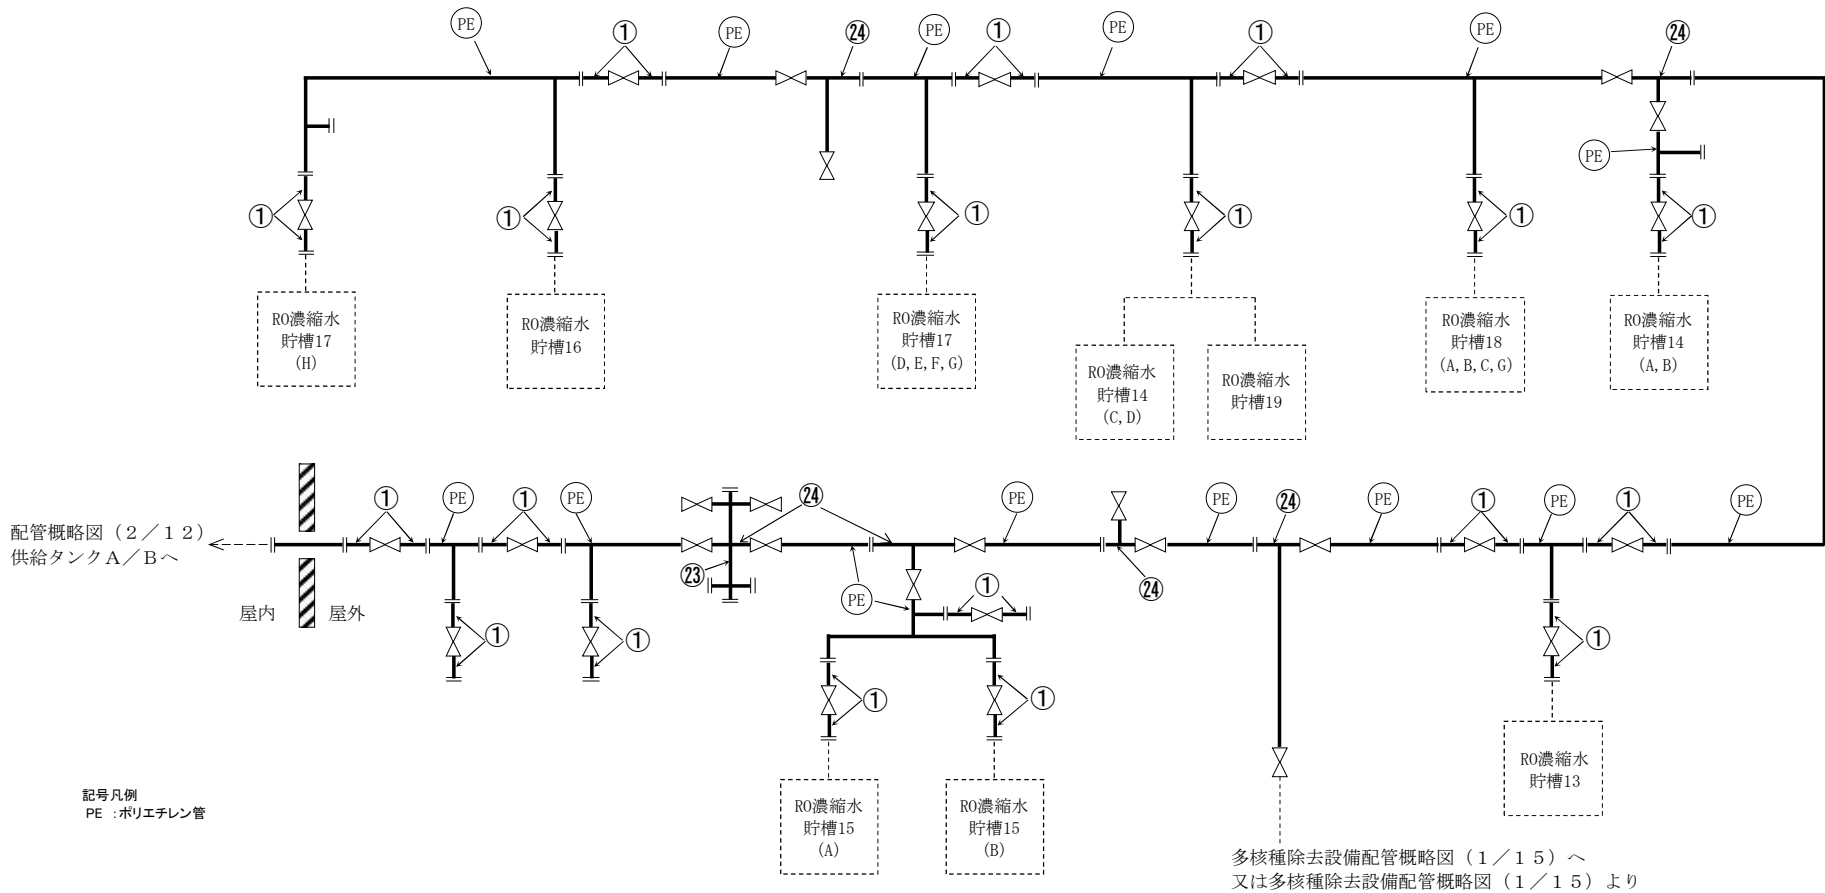 PE
①
PE
㉔
PE
①
PE
①
PE
㉔
PE
①
①
①
①
①
①
RO濃縮水
貯槽17
(H)
RO濃縮水
貯槽16
RO濃縮水
貯槽17
(D,E,F,G)
RO濃縮水
貯槽14
(C,D)
RO濃縮水
貯槽19
RO濃縮水
貯槽18
(A,B,C,G)
RO濃縮水
貯槽14
(A,B)
配管概略図（2／12）
供給タンクA／Bへ
屋内
屋外
①
PE
①
PE
㉔
PE
㉔
PE
㉔
PE
①
PE
①
PE
㉓
PE
①
①
①
①
①
①
RO濃縮水
貯槽15
(A)
RO濃縮水
貯槽15
(B)
RO濃縮水
貯槽13
記号凡例
PE ：ポリエチレン管
多核種除去設備配管概略図（1／15）へ
又は多核種除去設備配管概略図（1／15）より